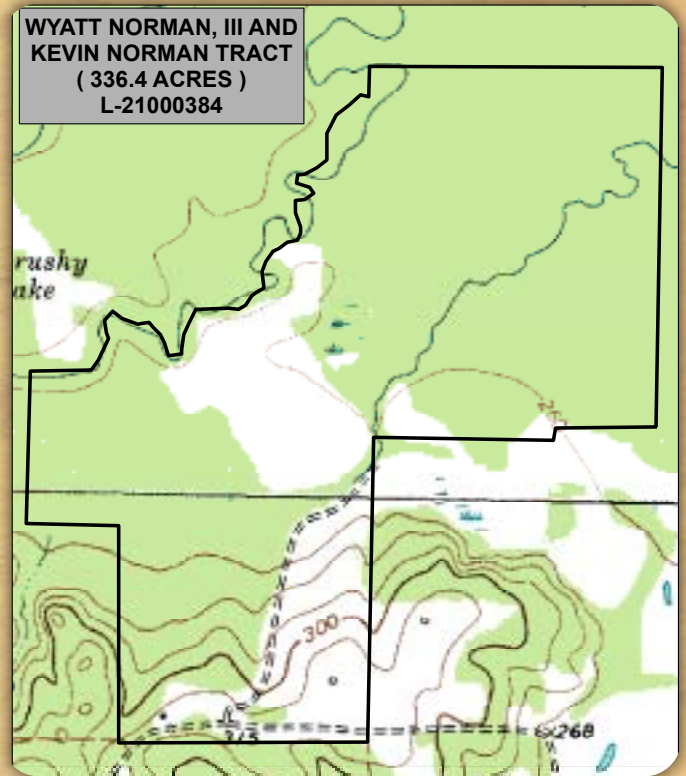 WYATT NORMAN, III AND
KEVIN NORMAN TRACT
( 336.4 ACRES )
L-21000384
rushy
ake
300
268